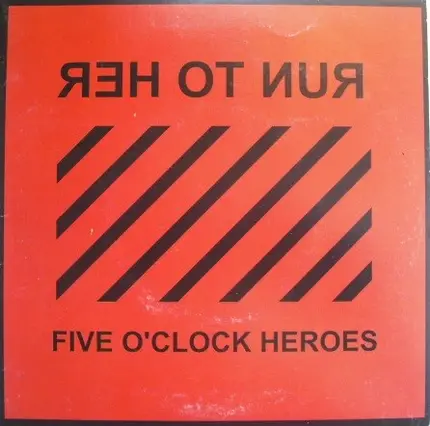 RUN TO HER
FIVE O'CLOCK HEROES